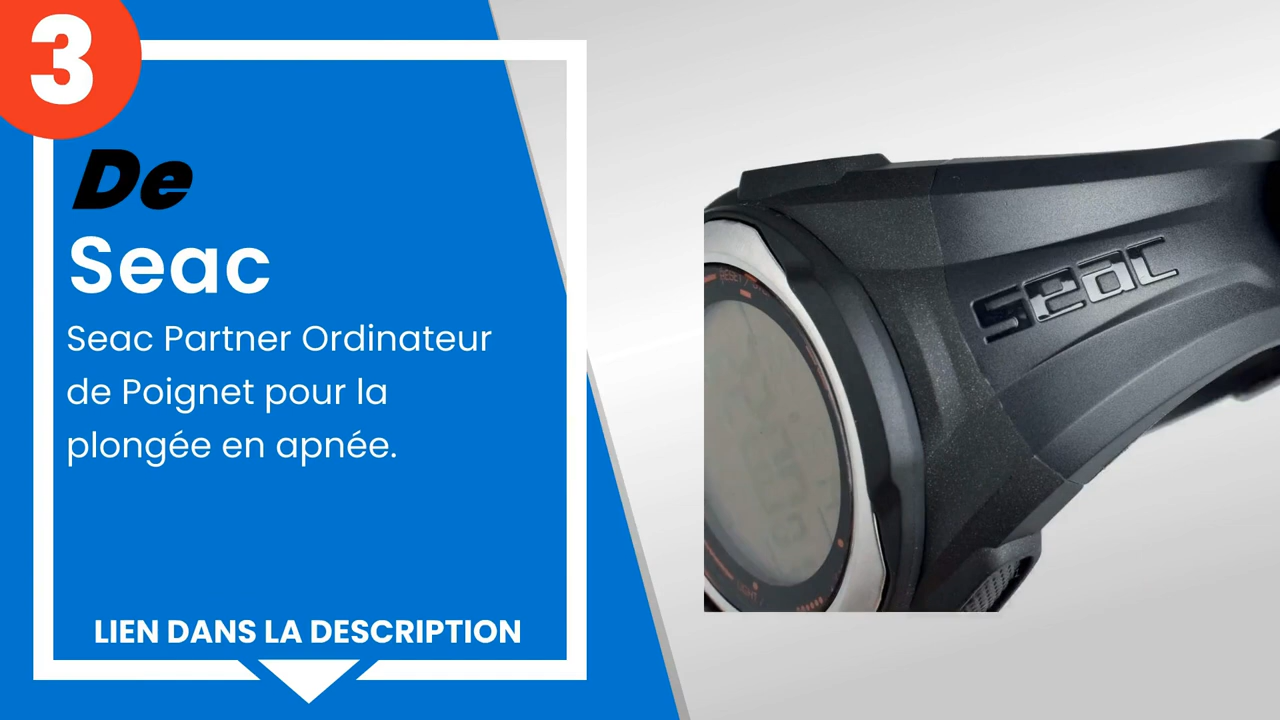 3
De
Seac
Seac Partner Ordinateur
de Poignet pour la
plongée en apnée.
LIEN DANS LA DESCRIPTION
seac